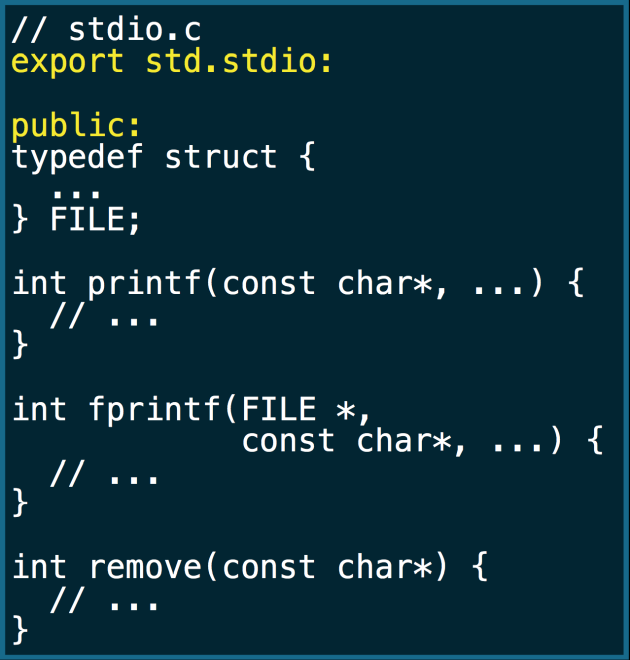 // stdio.c
export std.stdio:

public:
typedef struct {
  ...
} FILE;

int printf(const char*, ...) {
  // ...
}

int fprintf(FILE *,
            const char*, ...) {
  // ...
}

int remove(const char*) {
  // ...
}